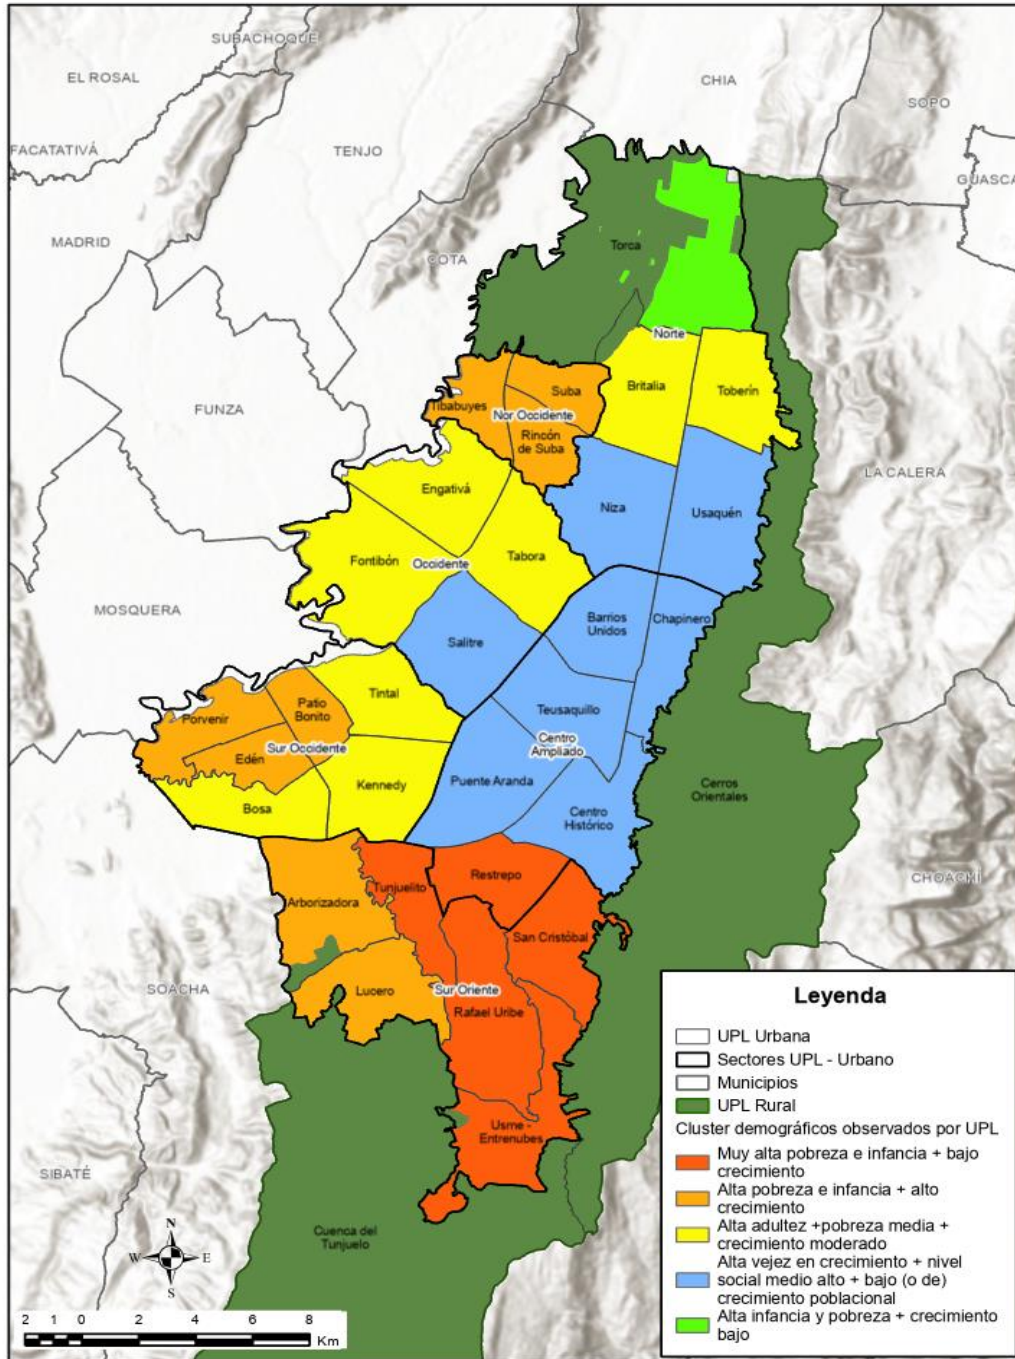 SUBACHOQUE
EL ROSAL
CHIA
SOPO
FACATATIVÁ
TENJO
GUASCA
MADRID
COTA
Torca
Norte
FUNZA
Tibabuyes
Suba
Britalia
Toberín
Nor Occidente
Rincón
de Suba
LA CALERA
Engativá
Niza
Usaquén
Fontibón
Occidente
Tabora
MOSQUERA
Barrios
Unidos
Chapinero
Salitre
Tintal
Patio
Bonito
Porvenir
Teusaquillo
Sur Occidente
Centro
Ampliado
Edén
Kennedy
Puente Aranda
Cerros
Orientales
Bosa
Centro
Histórico
Restrepo
CHOACHÍ
Tunjuelito
Arborizadora
San Cristóbal
SOACHA
Lucero
Sur Oriente
Rafael Uribe
Usme -
Entrenubes
SIBATÉ
Cuenca del
Tunjuelo
N
W
E
S
2 1 0 2 4 6 8
Km
Leyenda
UPL Urbana
Sectores UPL - Urbano
Municipios
UPL Rural
Cluster demográficos observados por UPL
Muy alta pobreza e infancia + bajo
crecimiento
Alta pobreza e infancia + alto
crecimiento
Alta adultez +pobreza media +
crecimiento moderado
Alta vejez en crecimiento + nivel
social medio alto + bajo (o de)
crecimiento poblacional
Alta infancia y pobreza + crecimiento
bajo